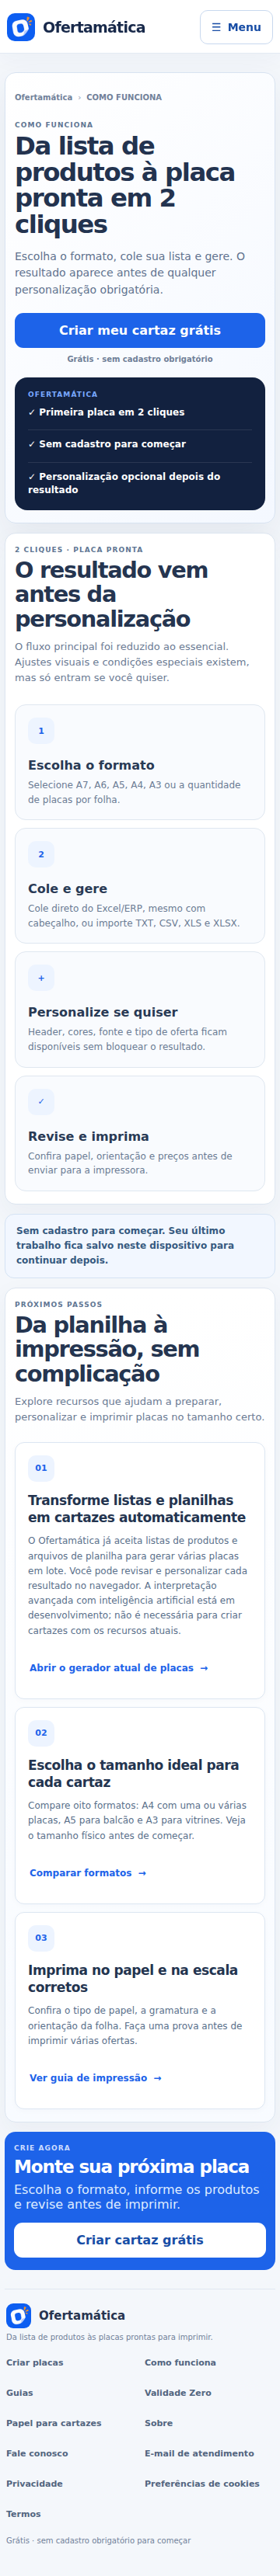 Ofertamática
☰ Menu
Ofertamática › COMO FUNCIONA
COMO FUNCIONA
Da lista de
produtos à placa
pronta em 2
cliques
Escolha o formato, cole sua lista e gere. O
resultado aparece antes de qualquer
personalização obrigatória.
Criar meu cartaz grátis
Grátis · sem cadastro obrigatório
OFERTAMÁTICA
✓ Primeira placa em 2 cliques
✓ Sem cadastro para começar
✓ Personalização opcional depois do
resultado
2 CLIQUES · PLACA PRONTA
O resultado vem
antes da
personalização
O fluxo principal foi reduzido ao essencial.
Ajustes visuais e condições especiais existem,
mas só entram se você quiser.
1
Escolha o formato
Selecione A7, A6, A5, A4, A3 ou a quantidade
de placas por folha.
2
Cole e gere
Cole direto do Excel/ERP, mesmo com
cabeçalho, ou importe TXT, CSV, XLS e XLSX.
+
Personalize se quiser
Header, cores, fonte e tipo de oferta ficam
disponíveis sem bloquear o resultado.
✓
Revise e imprima
Confira papel, orientação e preços antes de
enviar para a impressora.
Sem cadastro para começar. Seu último
trabalho fica salvo neste dispositivo para
continuar depois.
PRÓXIMOS PASSOS
Da planilha à
impressão, sem
complicação
Explore recursos que ajudam a preparar,
personalizar e imprimir placas no tamanho certo.
01
Transforme listas e planilhas
em cartazes automaticamente
O Ofertamática já aceita listas de produtos e
arquivos de planilha para gerar várias placas
em lote. Você pode revisar e personalizar cada
resultado no navegador. A interpretação
avançada com inteligência artificial está em
desenvolvimento; não é necessária para criar
cartazes com os recursos atuais.
Abrir o gerador atual de placas →
02
Escolha o tamanho ideal para
cada cartaz
Compare oito formatos: A4 com uma ou várias
placas, A5 para balcão e A3 para vitrines. Veja
o tamanho físico antes de começar.
Comparar formatos →
03
Imprima no papel e na escala
corretos
Confira o tipo de papel, a gramatura e a
orientação da folha. Faça uma prova antes de
imprimir várias ofertas.
Ver guia de impressão →
CRIE AGORA
Monte sua próxima placa
Escolha o formato, informe os produtos
e revise antes de imprimir.
Criar cartaz grátis
Ofertamática
Da lista de produtos às placas prontas para imprimir.
Criar placas
Como funciona
Guias
Validade Zero
Papel para cartazes
Sobre
Fale conosco
E-mail de atendimento
Privacidade
Preferências de cookies
Termos
Grátis · sem cadastro obrigatório para começar